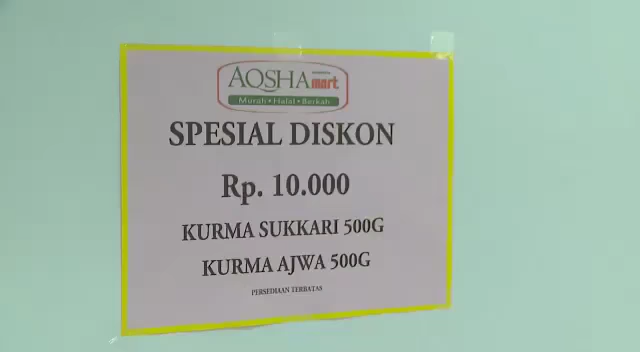 AQSHA mart
Murah • Halal • Berkah
SPESIAL DISKON
Rp. 10.000
KURMA SUKKARI 500G
KURMA AJWA 500G
PERSEDIAAN TERBATAS